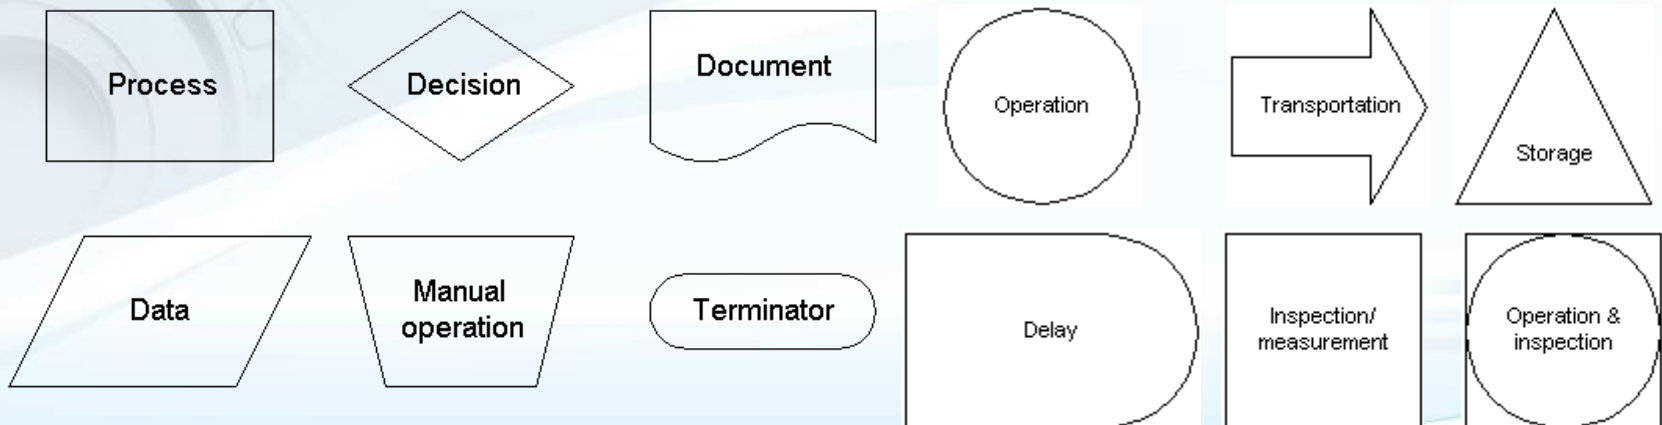 Process
Decision
Document
Operation
Transportation
Storage
Data
Manual
operation
Terminator
Delay
Inspection/
measurement
Operation &
inspection